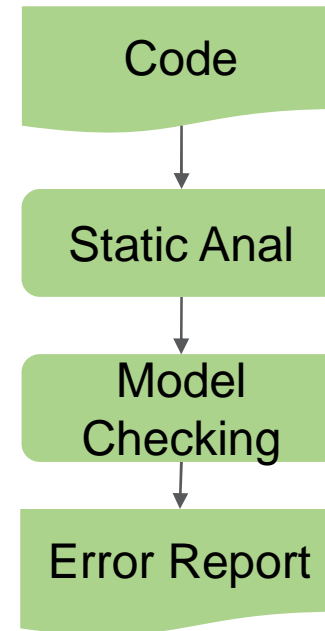 Code
Static Anal
Model
Checking
Error Report